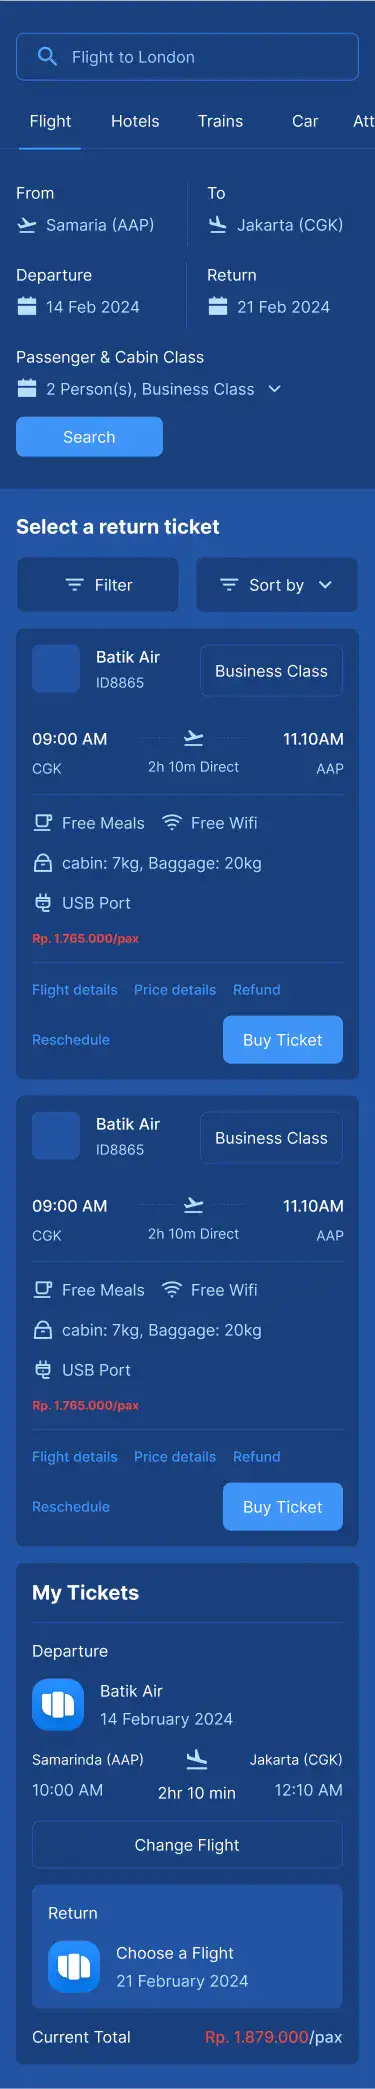 Flight to London
Flight Hotels Trains Car Att
From To
Samaria (AAP) Jakarta (CGK)
Departure Return
14 Feb 2024 21 Feb 2024
Passenger & Cabin Class
2 Person(s), Business Class
Search
Select a return ticket
Filter Sort by
Batik Air
ID8865
Business Class
09:00 AM 11.10AM
CGK 2h 10m Direct AAP
Free Meals Free Wifi
cabin: 7kg, Baggage: 20kg
USB Port
Rp. 1.765.000/pax
Flight details Price details Refund
Reschedule Buy Ticket
Batik Air
ID8865
Business Class
09:00 AM 11.10AM
CGK 2h 10m Direct AAP
Free Meals Free Wifi
cabin: 7kg, Baggage: 20kg
USB Port
Rp. 1.765.000/pax
Flight details Price details Refund
Reschedule Buy Ticket
My Tickets
Departure
Batik Air
14 February 2024
Samarinda (AAP) Jakarta (CGK)
10:00 AM 2hr 10 min 12:10 AM
Change Flight
Return
Choose a Flight
21 February 2024
Current Total Rp. 1.879.000/pax